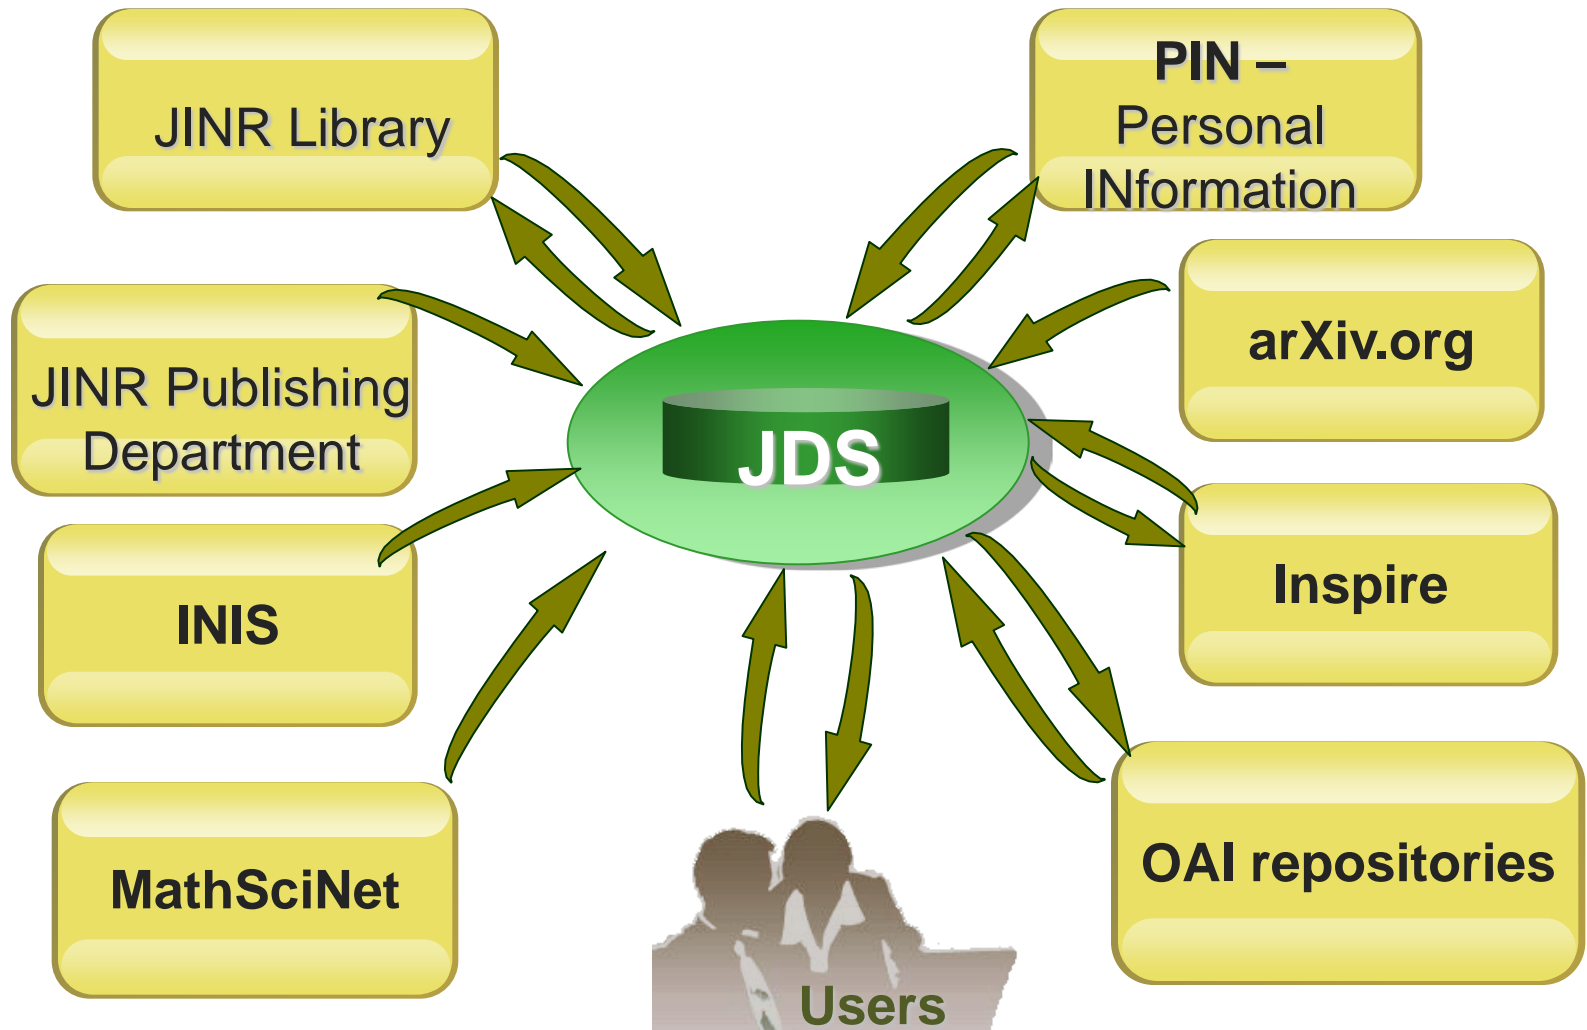 JINR Library
PIN –
Personal
INformation
JINR Publishing
Department
arXiv.org
JDS
INIS
Inspire
MathSciNet
OAI repositories
Users